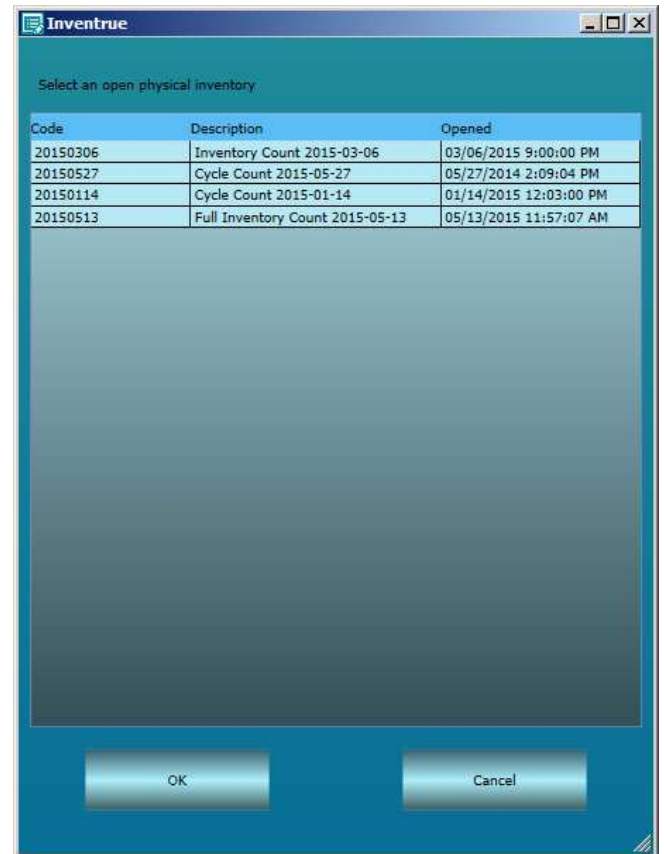 Inventrue
Select an open physical inventory
Code Description Opened
20150306 Inventory Count 2015-03-06 03/06/2015 9:00:00 PM
20150527 Cycle Count 2015-05-27 05/27/2014 2:09:04 PM
20150114 Cycle Count 2015-01-14 01/14/2015 12:03:00 PM
20150513 Full Inventory Count 2015-05-13 05/13/2015 11:57:07 AM
OK Cancel